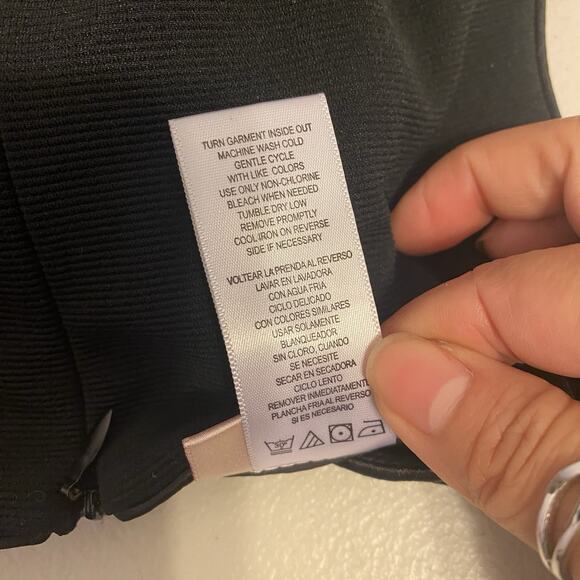 TURN GARMENT INSIDE OUT
MACHINE WASH COLD
GENTLE CYCLE
WITH LIKE COLORS
USE ONLY NON-CHLORINE
BLEACH WHEN NEEDED
TUMBLE DRY LOW
REMOVE PROMPTLY
COOL IRON ON REVERSE
SIDE IF NECESSARY
VOLTEAR LA PRENDA AL REVERSO
LAVAR EN LAVADORA
CON AGUA FRIA
CICLO DELICADO
CON COLORES SIMILARES
USAR SOLAMENTE
BLANQUEADOR
SIN CLORO, CUANDO
SE NECESITE
SECAR EN SECADORA
CICLO LENTO
REMOVER INMEDIATAMENTE
PLANCHA FRIA AL REVERSO
SI ES NECESARIO